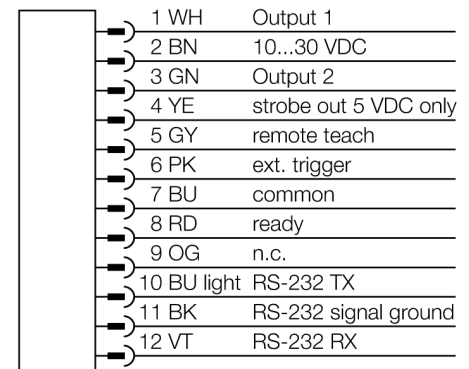 1 WH Output 1
2 BN 10...30 VDC
3 GN Output 2
4 YE strobe out 5 VDC only
5 GY remote teach
6 PK ext. trigger
7 BU common
8 RD ready
9 OG n.c.
10 BU light RS-232 TX
11 BK RS-232 signal ground
12 VT RS-232 RX